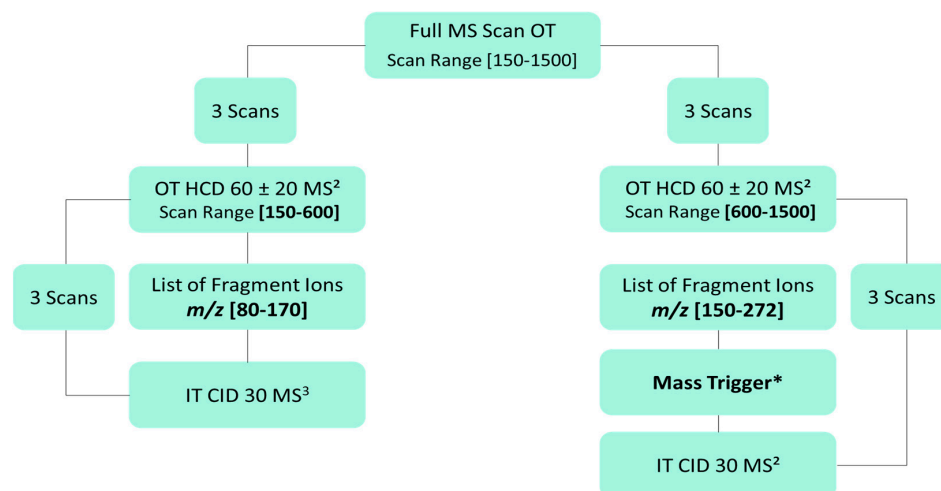 Full MS Scan OT
Scan Range [150-1500]
3 Scans
3 Scans
OT HCD 60 ± 20 MS²
Scan Range [150-600]
OT HCD 60 ± 20 MS²
Scan Range [600-1500]
3 Scans
List of Fragment Ions
m/z [80-170]
List of Fragment Ions
m/z [150-272]
3 Scans
IT CID 30 MS³
Mass Trigger*
IT CID 30 MS²